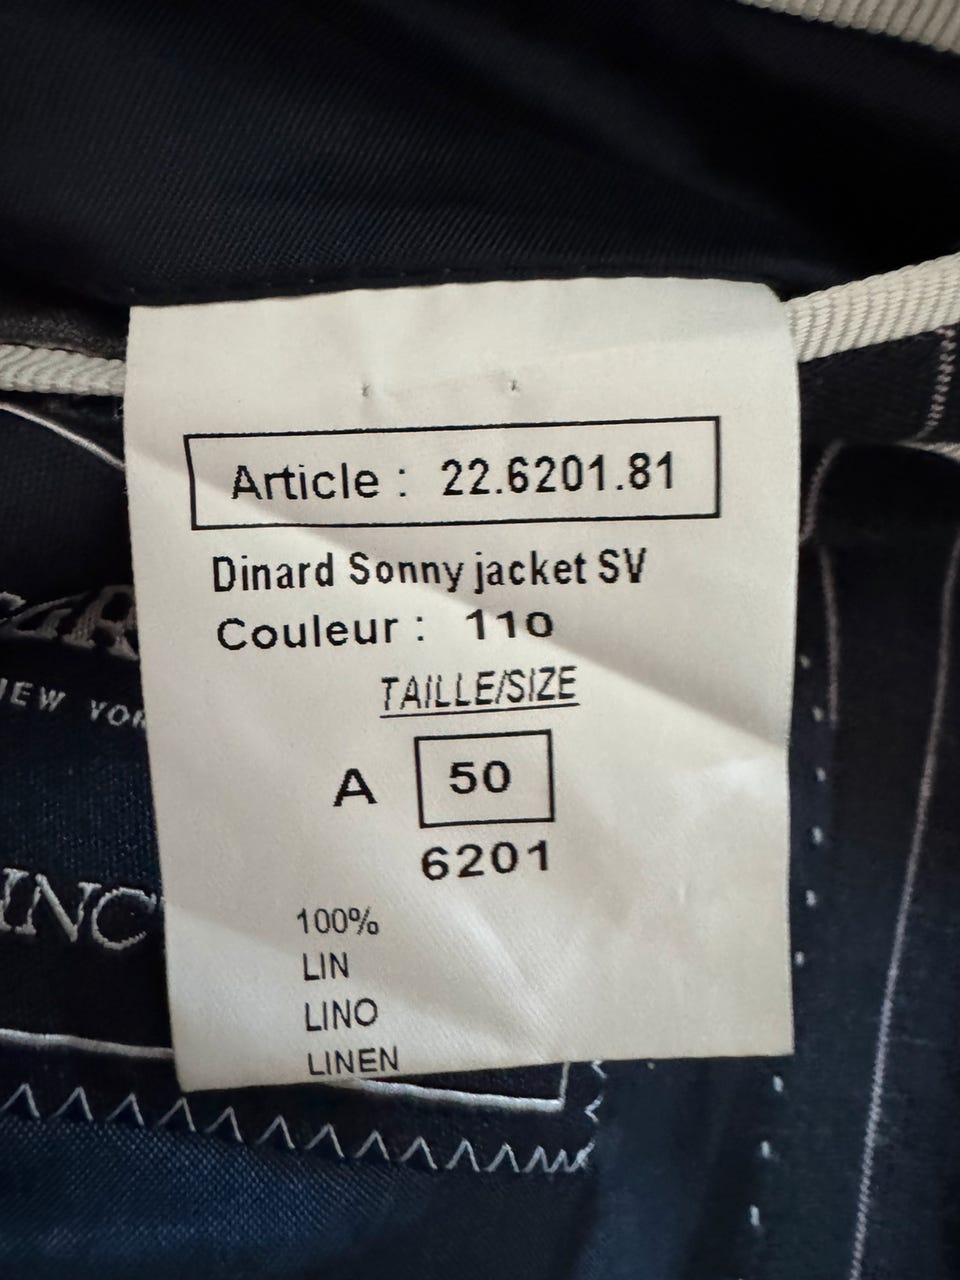 Article : 22.6201.81
Dinard Sonny jacket SV
Couleur : 110
TAILLE/SIZE
A 50
6201
100%
LIN
LINO
LINEN